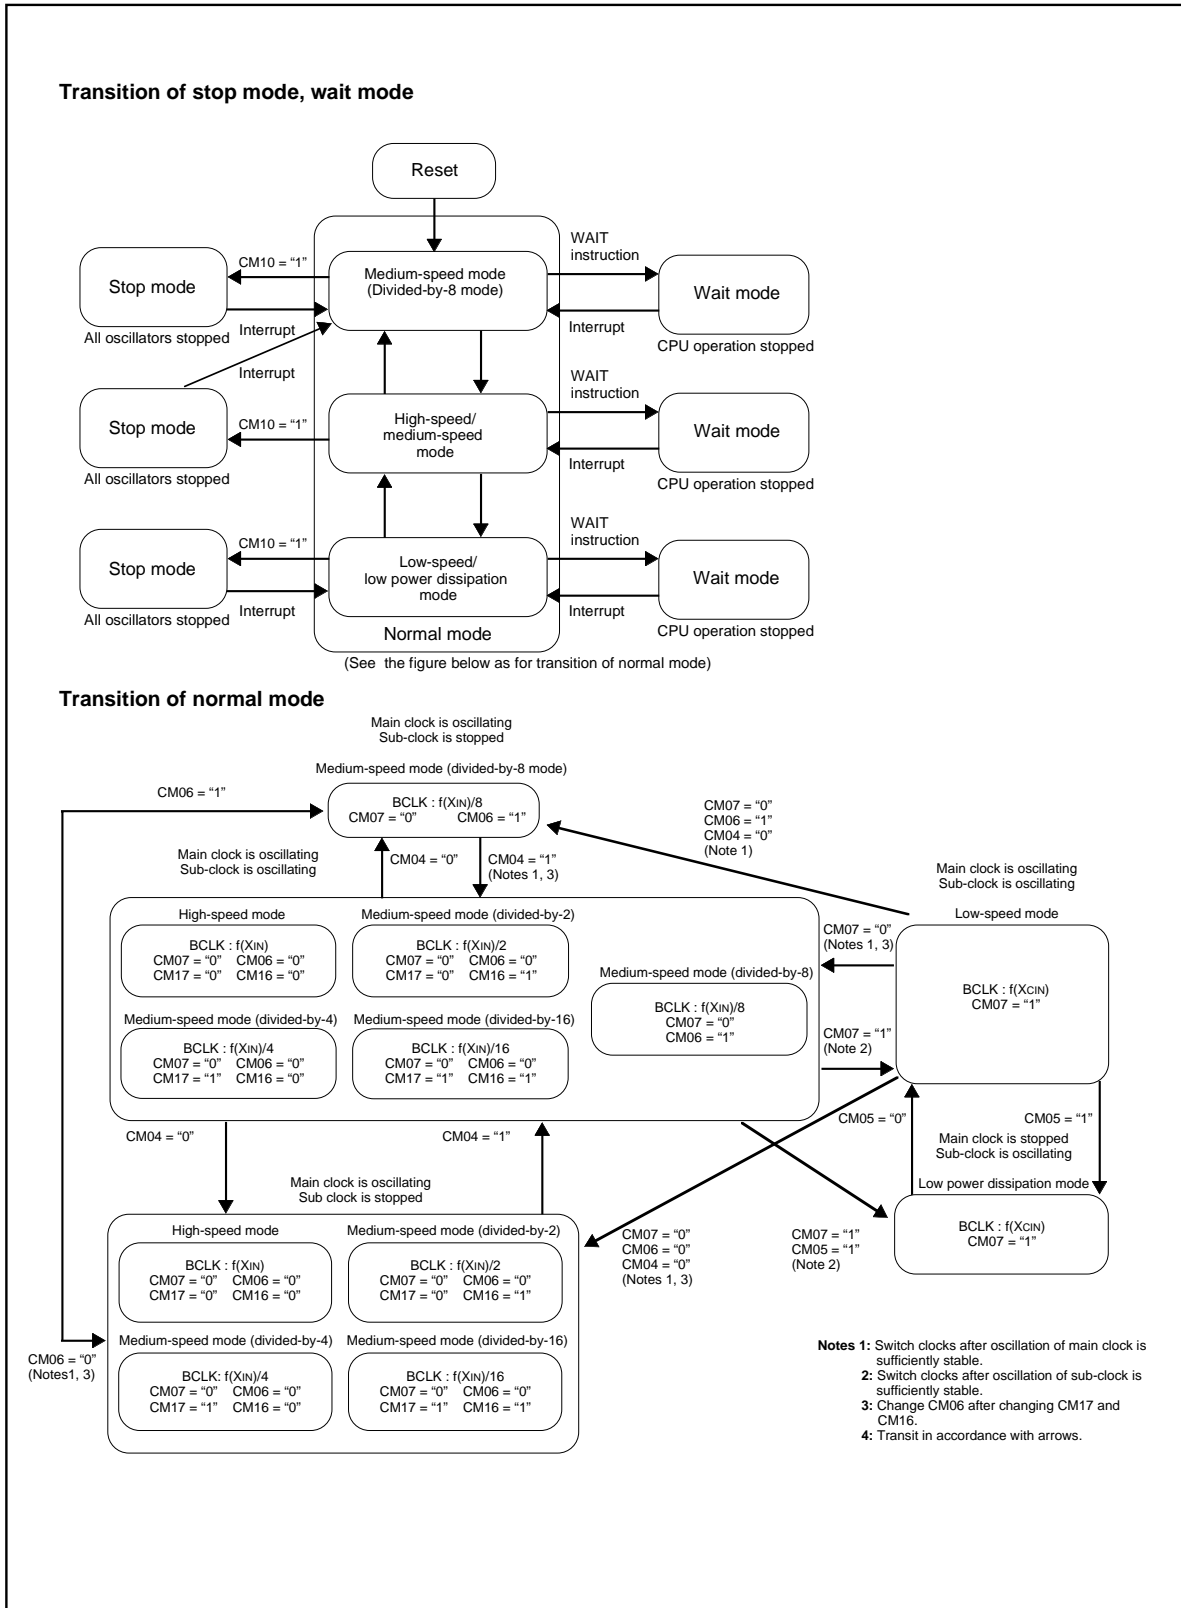 Transition of stop mode, wait mode
Reset
CM10 = “1”
WAIT
instruction
Medium-speed mode
(Divided-by-8 mode)
Stop mode
Wait mode
Interrupt
Interrupt
All oscillators stopped
CPU operation stopped
Interrupt
WAIT
instruction
Stop mode
CM10 = “1”
High-speed/
medium-speed
mode
Wait mode
Interrupt
All oscillators stopped
CPU operation stopped
WAIT
instruction
CM10 = “1”
Stop mode
Low-speed/
low power dissipation
mode
Wait mode
Interrupt
Interrupt
All oscillators stopped
CPU operation stopped
Normal mode
(See the figure below as for transition of normal mode)
Transition of normal mode
Main clock is oscillating
Sub-clock is stopped
Medium-speed mode (divided-by-8 mode)
CM06 = “1”
BCLK : f(XIN)/8
CM07 = “0” CM06 = “1”
CM07 = “0”
CM06 = “1”
CM04 = “0”
(Note 1)
Main clock is oscillating
Sub-clock is oscillating
CM04 = “0”
CM04 = “1”
(Notes 1, 3)
Main clock is oscillating
Sub-clock is oscillating
Low-speed mode
High-speed mode
BCLK : f(XIN)
CM07 = “0” CM06 = “0”
CM17 = “0” CM16 = “0”
Medium-speed mode (divided-by-2)
BCLK : f(XIN)/2
CM07 = “0” CM06 = “0”
CM17 = “0” CM16 = “1”
Medium-speed mode (divided-by-8)
BCLK : f(XIN)/8
CM07 = “0”
CM06 = “1”
Medium-speed mode (divided-by-4)
BCLK : f(XIN)/4
CM07 = “0” CM06 = “0”
CM17 = “1” CM16 = “0”
Medium-speed mode (divided-by-16)
BCLK : f(XIN)/16
CM07 = “0” CM06 = “0”
CM17 = “1” CM16 = “1”
CM07 = “0”
(Notes 1, 3)
BCLK : f(XCIN)
CM07 = “1”
CM07 = “1”
(Note 2)
CM04 = “0”
CM04 = “1”
CM05 = “0”
CM05 = “1”
Main clock is stopped
Sub-clock is oscillating
Low power dissipation mode
BCLK : f(XCIN)
CM07 = “1”
Main clock is oscillating
Sub clock is stopped
High-speed mode
BCLK : f(XIN)
CM07 = “0” CM06 = “0”
CM17 = “0” CM16 = “0”
Medium-speed mode (divided-by-2)
BCLK : f(XIN)/2
CM07 = “0” CM06 = “0”
CM17 = “0” CM16 = “1”
CM07 = “0”
CM06 = “0”
CM04 = “0”
(Notes 1, 3)
CM07 = “1”
CM05 = “1”
(Note 2)
CM06 = “0”
(Notes1, 3)
Medium-speed mode (divided-by-4)
BCLK: f(XIN)/4
CM07 = “0” CM06 = “0”
CM17 = “1” CM16 = “0”
Medium-speed mode (divided-by-16)
BCLK : f(XIN)/16
CM07 = “0” CM06 = “0”
CM17 = “1” CM16 = “1”
Notes 1: Switch clocks after oscillation of main clock is
sufficiently stable.
2: Switch clocks after oscillation of sub-clock is
sufficiently stable.
3: Change CM06 after changing CM17 and
CM16.
4: Transit in accordance with arrows.